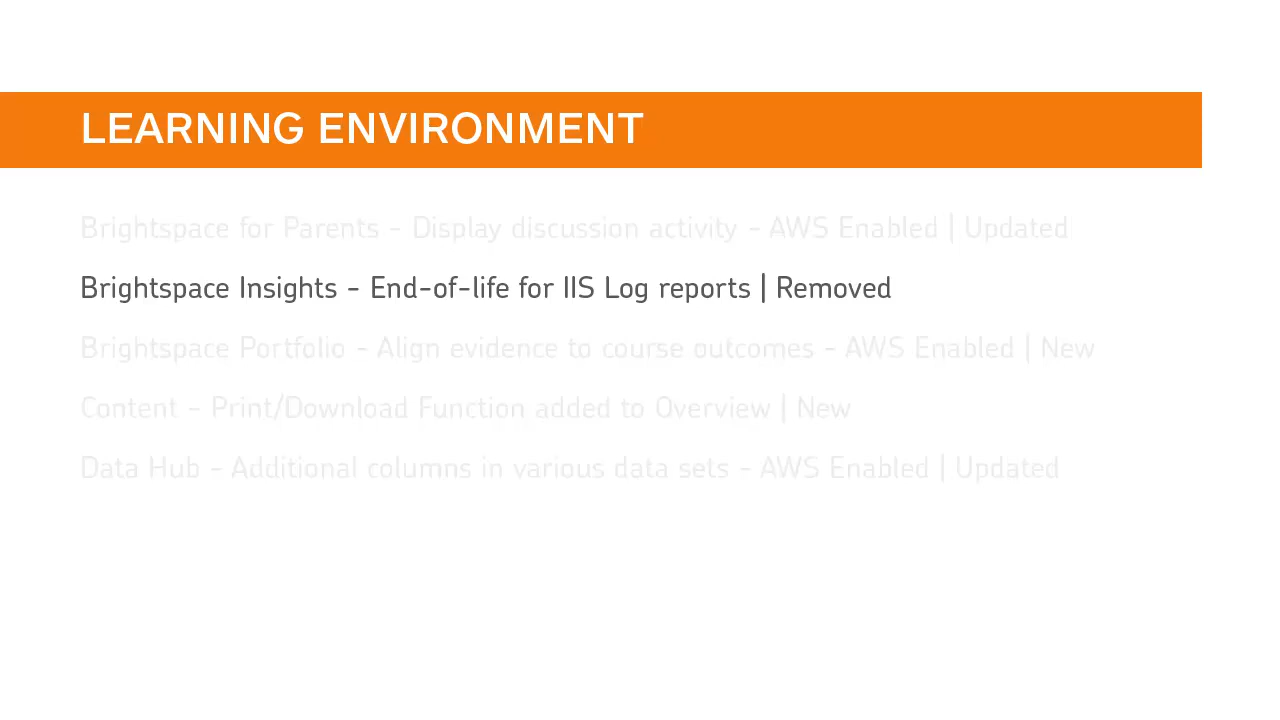 LEARNING ENVIRONMENT
Brightspace for Parents - Display discussion activity - AWS Enabled | Updated
Brightspace Insights - End-of-life for IIS Log reports | Removed
Brightspace Portfolio - Align evidence to course outcomes - AWS Enabled | New
Content - Print/Download Function added to Overview | New
Data Hub - Additional columns in various data sets - AWS Enabled | Updated